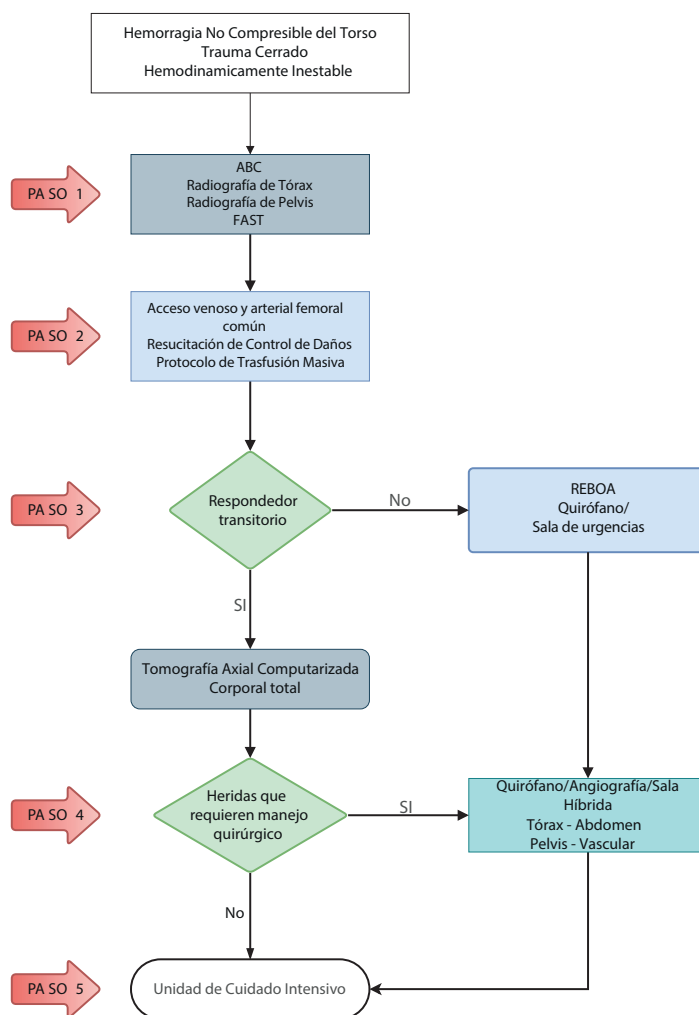 Hemorragia No Compresible del Torso
Trauma Cerrado
Hemodinamicamente Inestable
PA SO 1
ABC
Radiografía de Tórax
Radiografía de Pelvis
FAST
PA SO 2
Acceso venoso y arterial femoral
común
Resucitación de Control de Daños
Protocolo de Trasfusión Masiva
PA SO 3
Respondedor
transitorio
No
REBOA
Quirófano/
Sala de urgencias
SI
Tomografía Axial Computarizada
Corporal total
PA SO 4
Heridas que
requieren manejo
quirúrgico
SI
Quirófano/Angiografía/Sala
Híbrida
Tórax - Abdomen
Pelvis - Vascular
No
PA SO 5
Unidad de Cuidado Intensivo